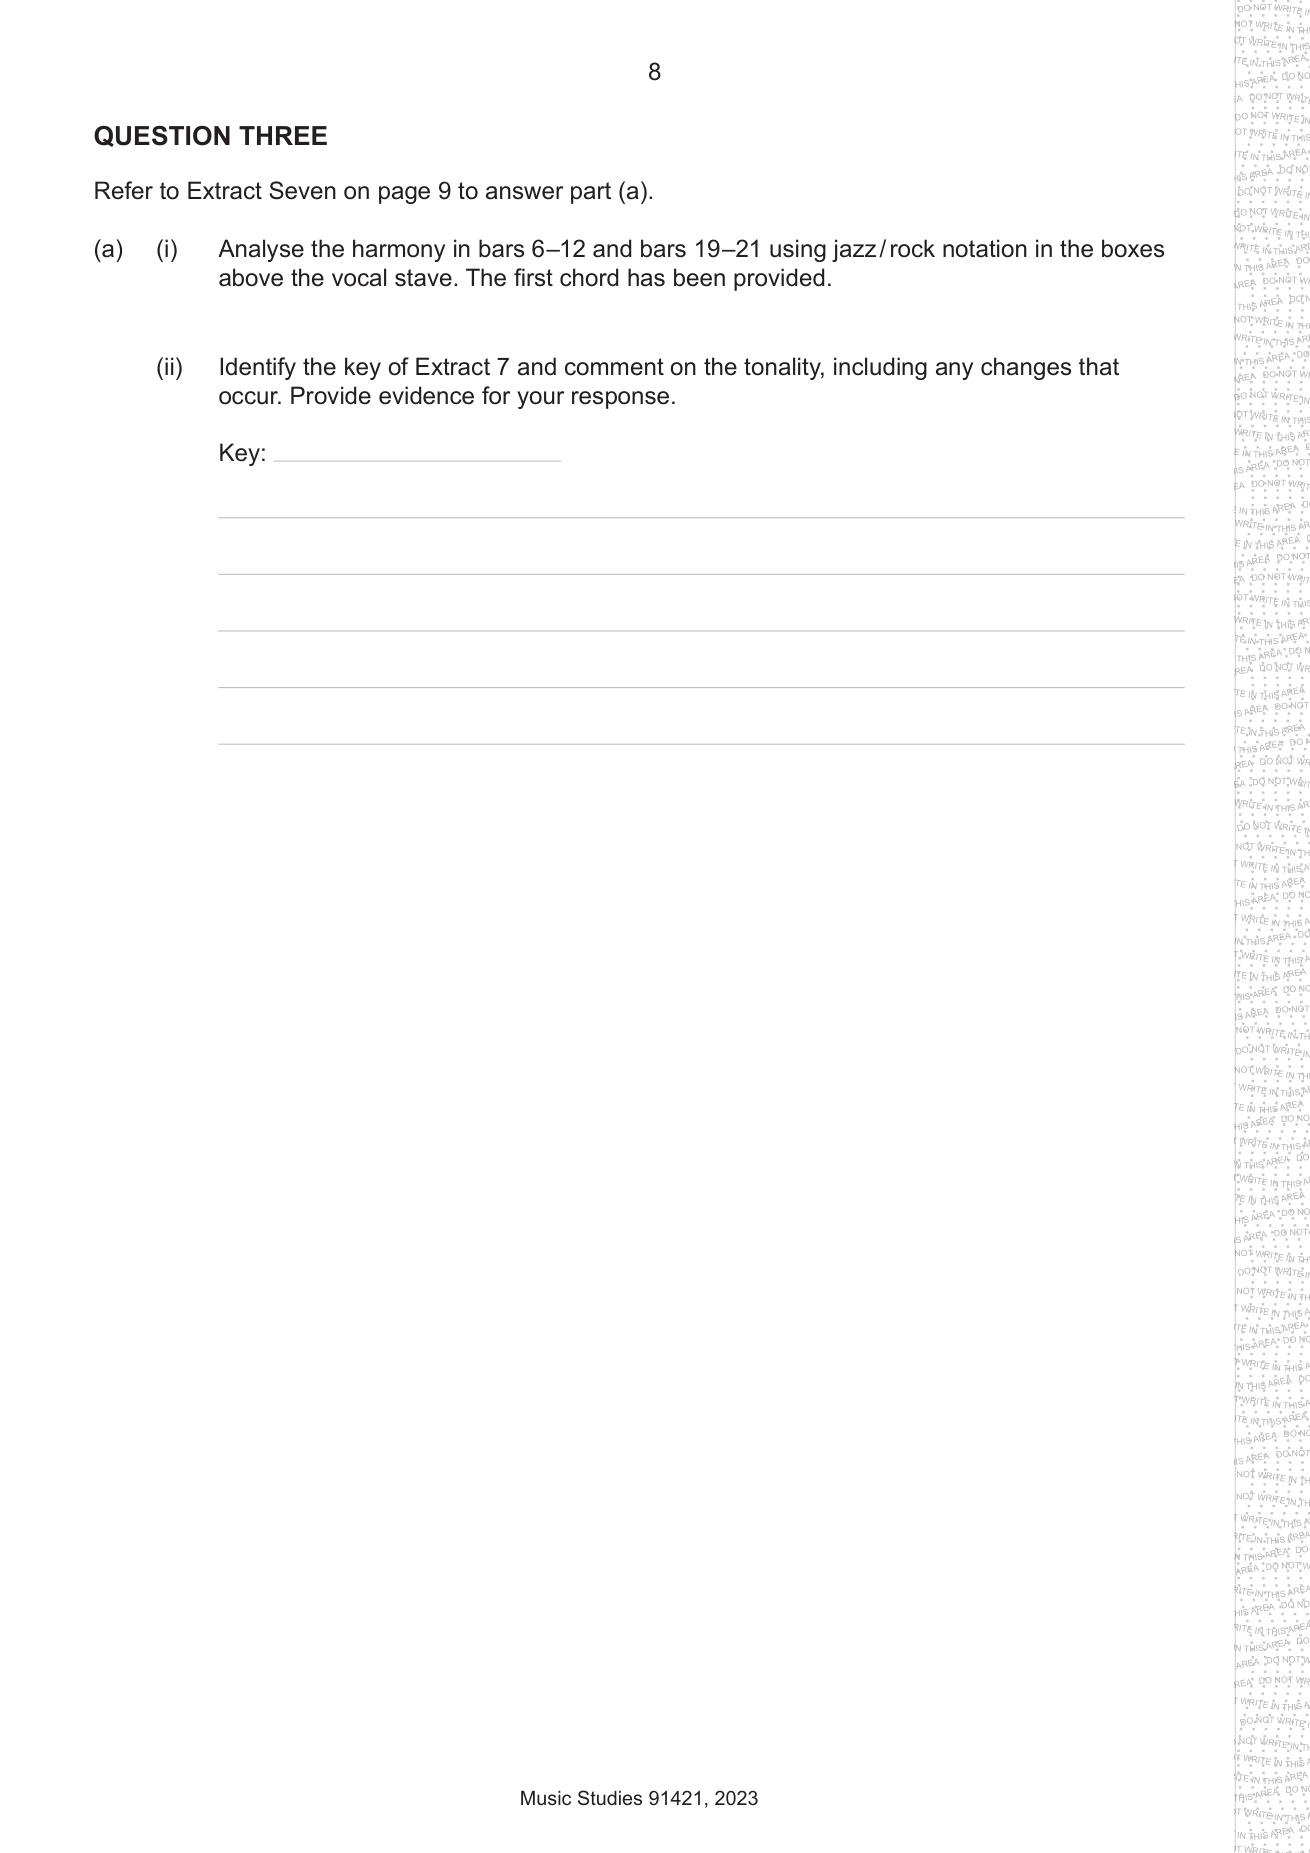 8
QUESTION THREE
Refer to Extract Seven on page 9 to answer part (a).
(a) (i) Analyse the harmony in bars 6–12 and bars 19–21 using jazz / rock notation in the boxes
above the vocal stave. The first chord has been provided.
(ii) Identify the key of Extract 7 and comment on the tonality, including any changes that
occur. Provide evidence for your response.
Key:
Music Studies 91421, 2023